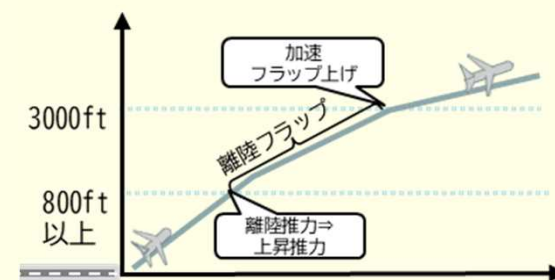 加速
フラップ上げ
3000ft
離陸フラップ
800ft
以上
離陸推力⇒
上昇推力